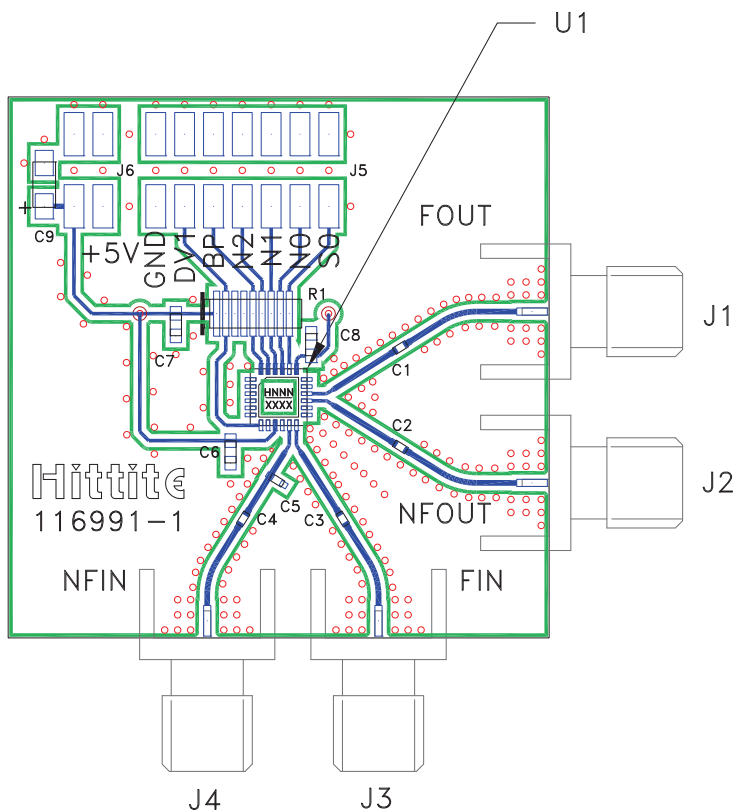 U1
J6
J5
+
C9
+5V
GND
DV1
BP
N2
N1
N0
S0
FOUT
R1
J1
C7
C8
C1
HNNN
XXXX
C2
C6
Hittite
116991-1
J2
C5
C4
C3
NFOUT
NFIN
FIN
J4
J3